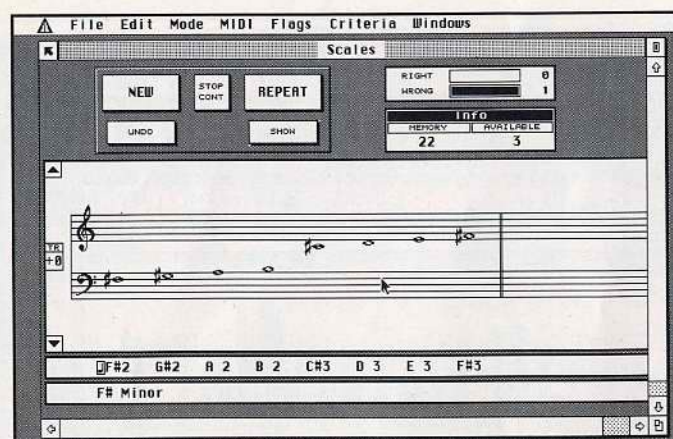 File Edit Mode MIDI Flags Criteria Windows
Scales
NEW
STOP
CONT
REPEAT
UNDO
SHOW
RIGHT 0
WRONG 1
Info
MEMORY AVAILABLE
22 3
TR
+0
F#2 G#2 A 2 B 2 C#3 D 3 E 3 F#3
F# Minor